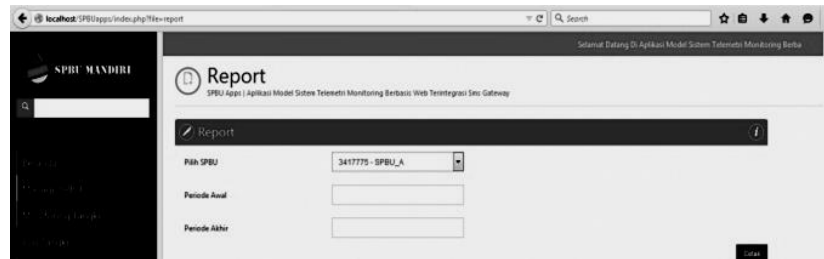 localhost/SPBUapps/index.php?file=report
Search
Selamat Datang Di Aplikasi Model Sistem Telemetri Monitoring Berba
SPBU MANDIRI
Report
SPBU Apps | Aplikasi Model Sistem Telemetri Monitoring Berbasis Web Terintegrasi Sms Gateway
Report
Pilih SPBU
3417775 - SPBU_A
Periode Awal
Periode Akhir
Cetak